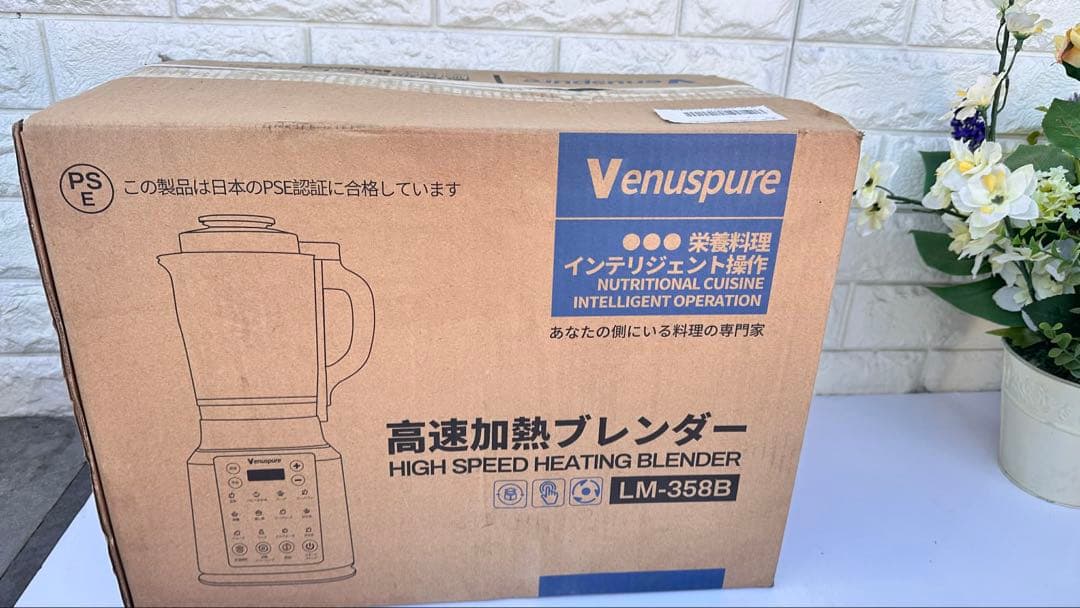 Venuspure
PS
E
この製品は日本のPSE認証に合格しています
Venuspure
栄養料理
インテリジェント操作
NUTRITIONAL CUISINE
INTELLIGENT OPERATION
あなたの側にいる料理の専門家
高速加熱ブレンダー
HIGH SPEED HEATING BLENDER
LM-358B
Venuspure